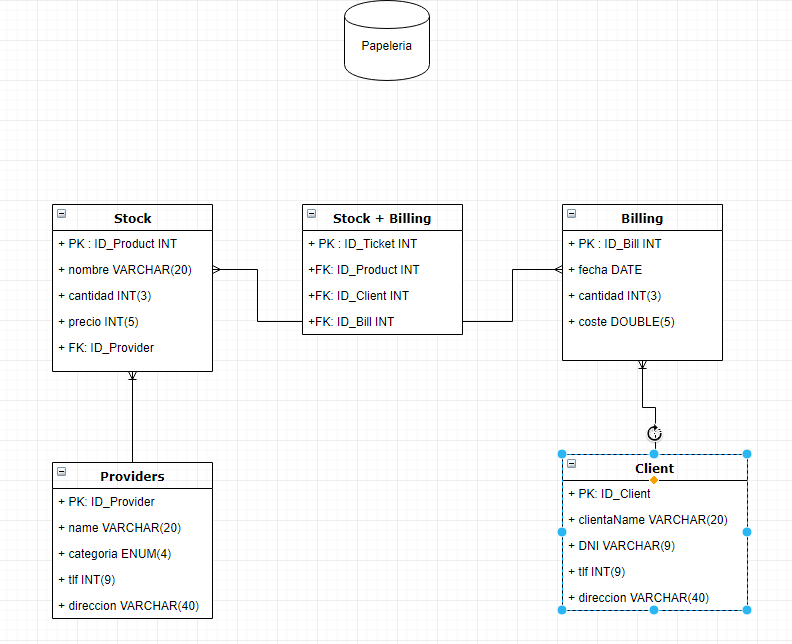 Papeleria
Stock
+ PK : ID_Product INT
+ nombre VARCHAR(20)
+ cantidad INT(3)
+ precio INT(5)
+ FK: ID_Provider
Stock + Billing
+ PK : ID_Ticket INT
+FK: ID_Product INT
+FK: ID_Client INT
+FK: ID_Bill INT
Billing
+ PK : ID_Bill INT
+ fecha DATE
+ cantidad INT(3)
+ coste DOUBLE(5)
Providers
+ PK: ID_Provider
+ name VARCHAR(20)
+ categoria ENUM(4)
+ tlf INT(9)
+ direccion VARCHAR(40)
Client
+ PK: ID_Client
+ clientaName VARCHAR(20)
+ DNI VARCHAR(9)
+ tlf INT(9)
+ direccion VARCHAR(40)